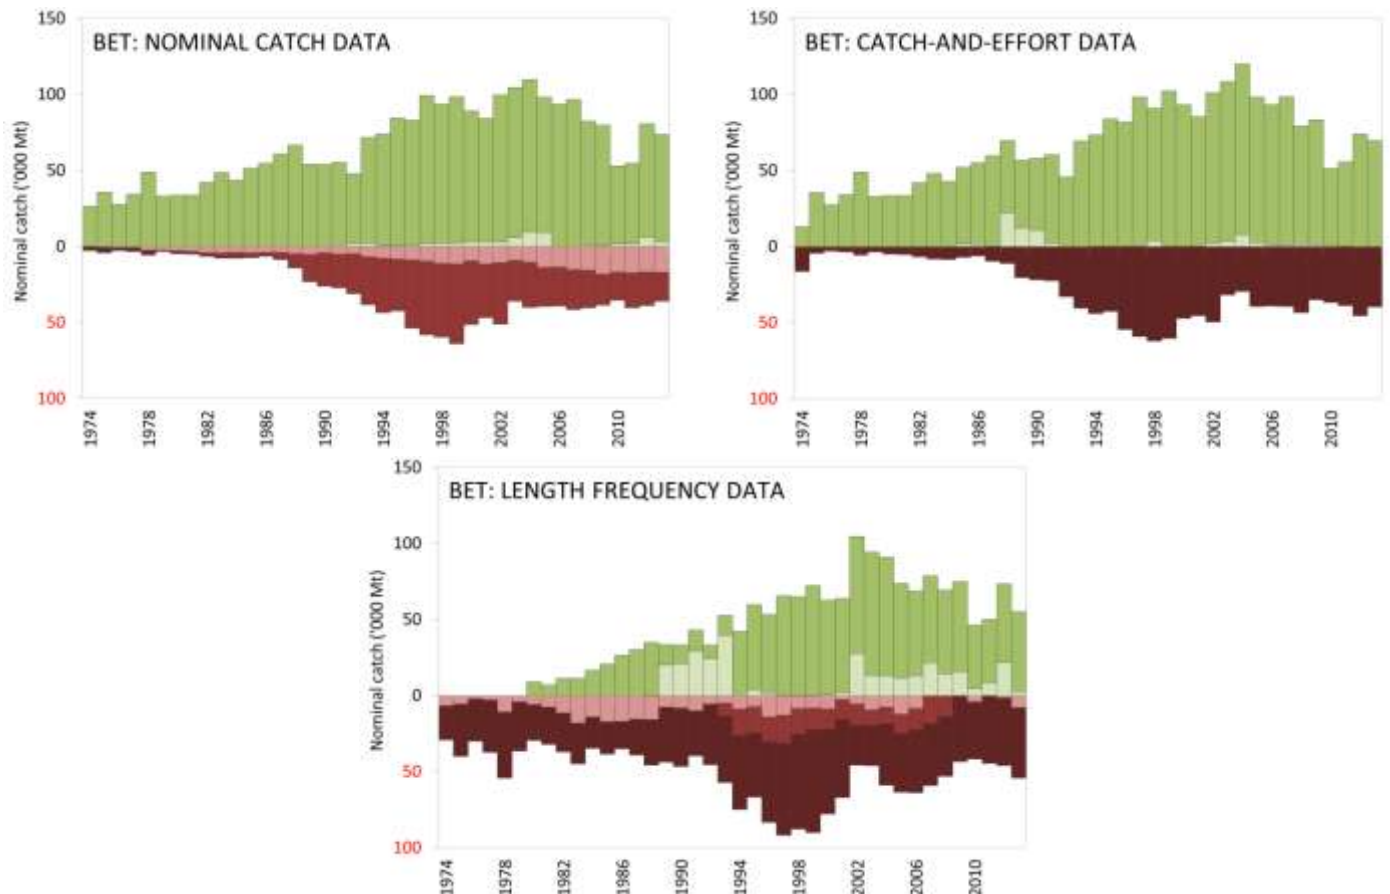 BET: NOMINAL CATCH DATA
Nominal catch ('000 Mt)
150
100
50
0
50
100
1974 1978 1982 1986 1990 1994 1998 2002 2006 2010
BET: CATCH-AND-EFFORT DATA
Nominal catch ('000 Mt)
150
100
50
0
50
100
1974 1978 1982 1986 1990 1994 1998 2002 2006 2010
BET: LENGTH FREQUENCY DATA
Nominal catch ('000 Mt)
150
100
50
0
50
100
1974 1978 1982 1986 1990 1994 1998 2002 2006 2010